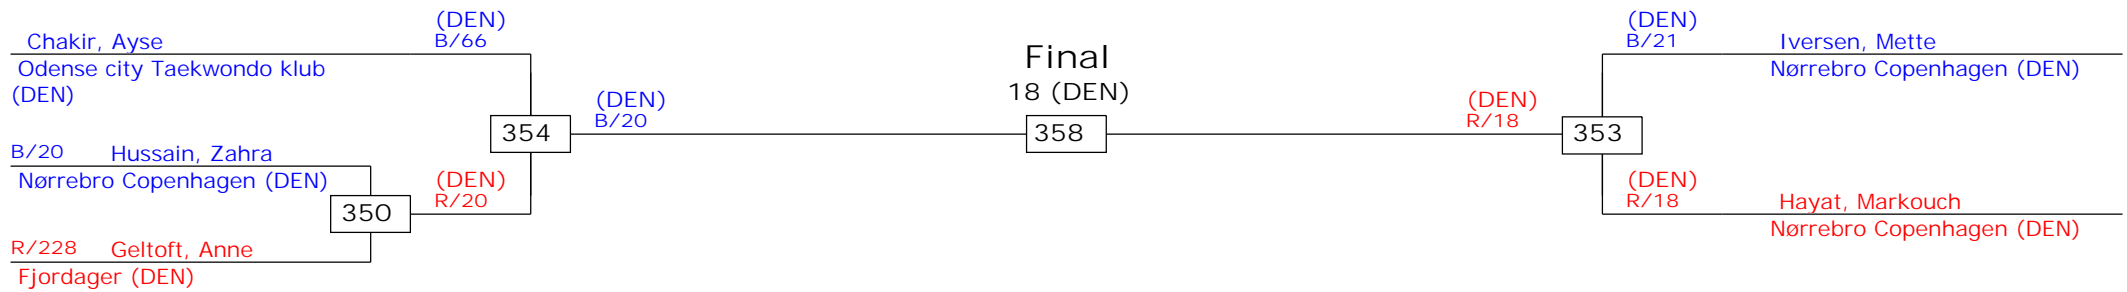 Chakir, Ayse
(DEN)
B/66
Odense city Taekwondo klub
(DEN)
B/20 Hussain, Zahra
Nørrebro Copenhagen (DEN)
R/228 Geltoft, Anne
Fjordager (DEN)
350
(DEN)
R/20
354
(DEN)
B/20
Final
18 (DEN)
358
(DEN)
R/18
353
(DEN)
B/21
Iversen, Mette
Nørrebro Copenhagen (DEN)
(DEN)
R/18
Hayat, Markouch
Nørrebro Copenhagen (DEN)